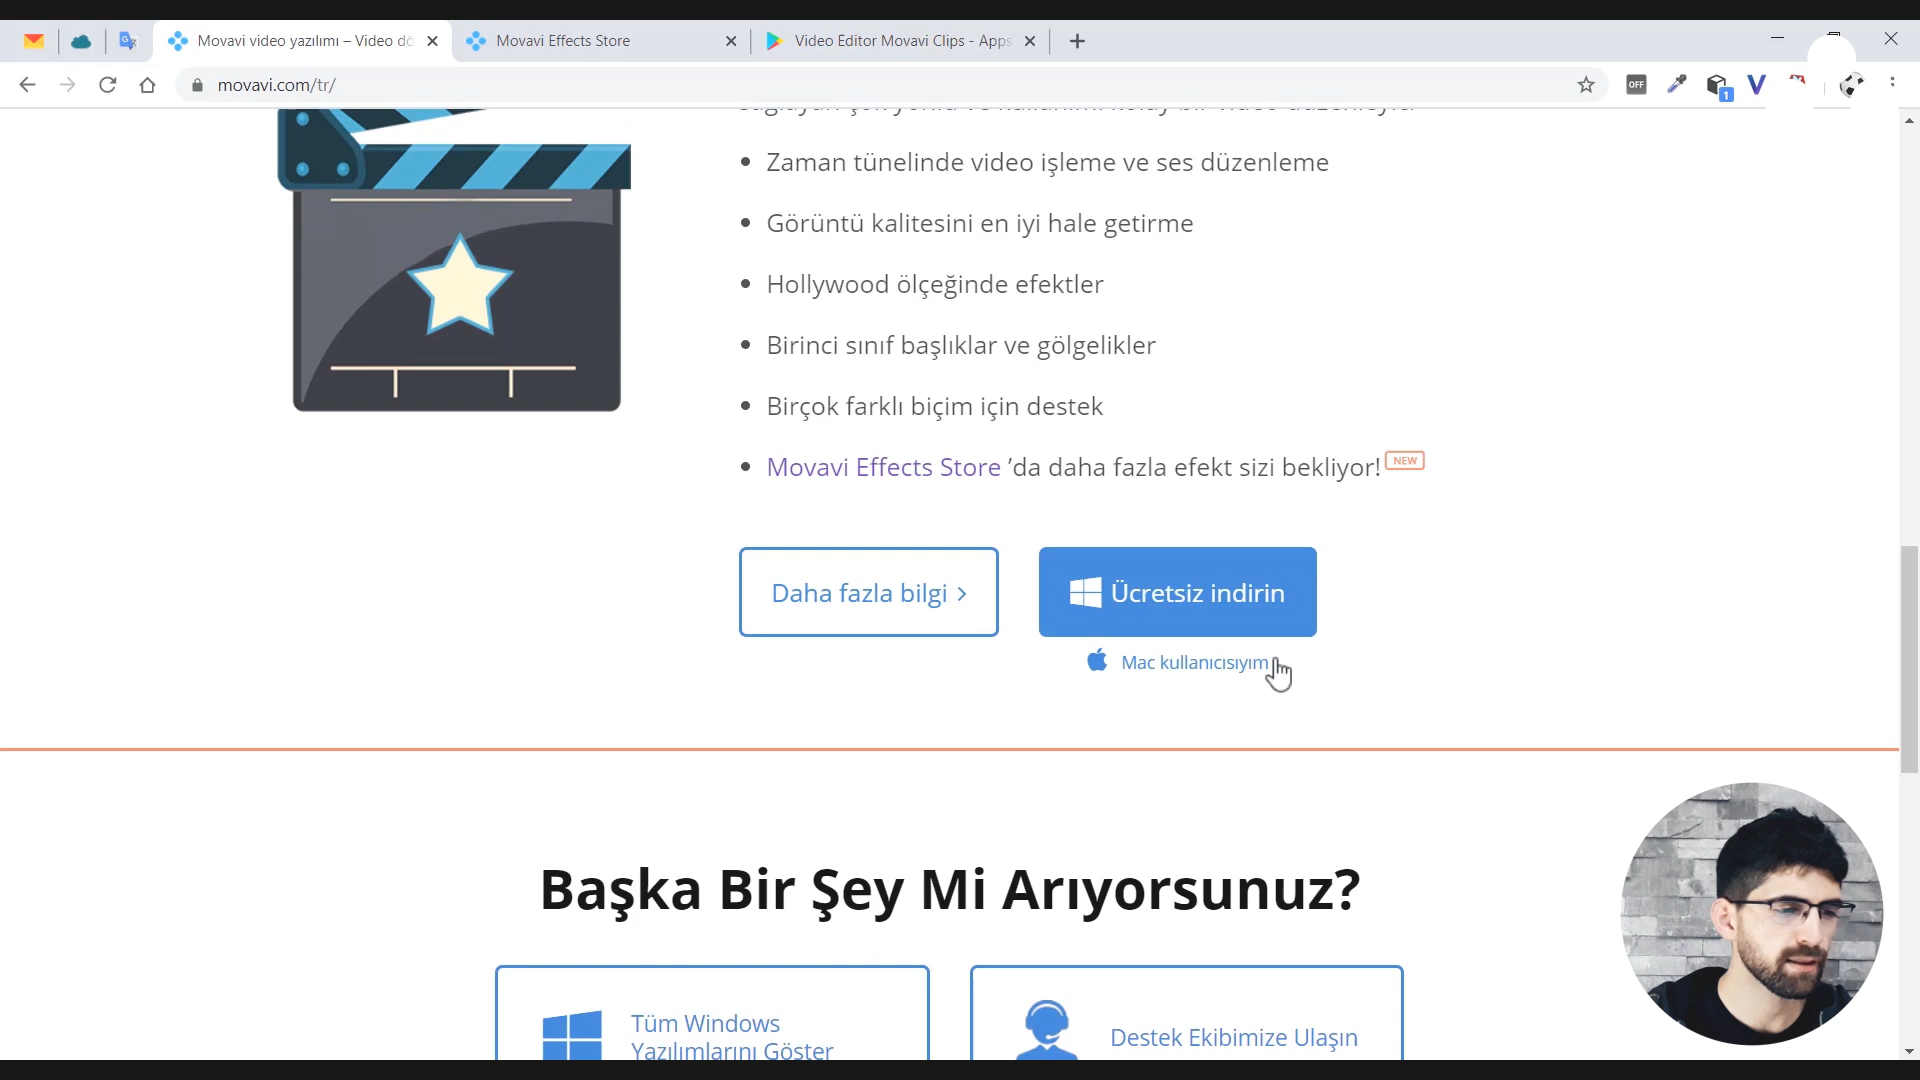 Movavi video yazılımı – Video dö
Movavi Effects Store
Video Editor Movavi Clips - Apps
movavi.com/tr/
OFF
1
Zaman tünelinde video işleme ve ses düzenleme
Görüntü kalitesini en iyi hale getirme
Hollywood ölçeğinde efektler
Birinci sınıf başlıklar ve gölgelikler
Birçok farklı biçim için destek
Movavi Effects Store ’da daha fazla efekt sizi bekliyor! NEW
Daha fazla bilgi >
Ücretsiz indirin
Mac kullanıcısıyım
Başka Bir Şey Mi Arıyorsunuz?
Tüm Windows
Yazılımlarını Göster
Destek Ekibimize Ulaşın